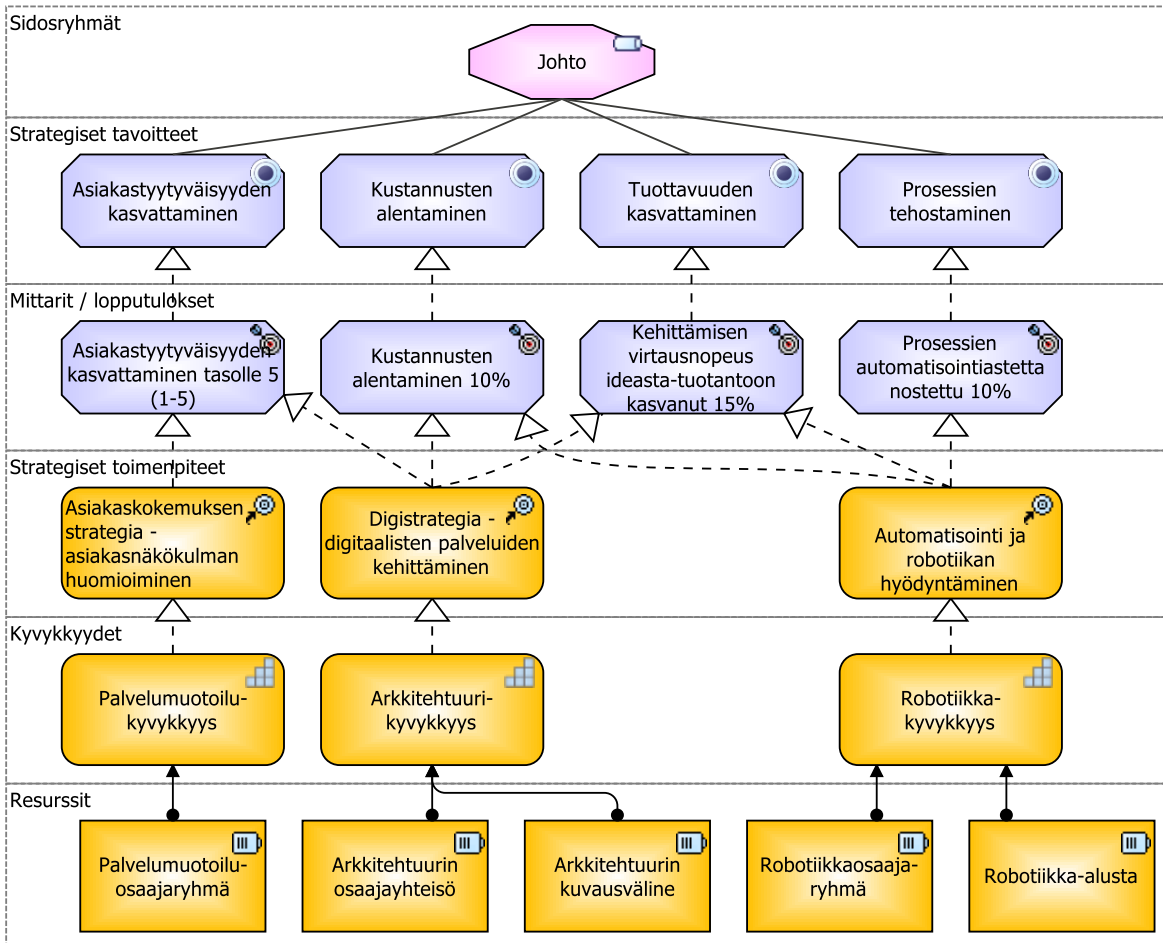 Sidosryhmät
Johto
Strategiset tavoitteet
Asiakastyytyväisyyden
kasvattaminen
Kustannusten
alentaminen
Tuottavuuden
kasvattaminen
Prosessien
tehostaminen
Mittarit / lopputulokset
Asiakastyytyväisyyden
kasvattaminen tasolle 5
(1-5)
Kustannusten
alentaminen 10%
Kehittämisen
virtausnopeus
ideasta-tuotantoon
kasvanut 15%
Prosessien
automatisointiastetta
nostettu 10%
Strategiset toimenpiteet
Asiakaskokemuksen
strategia -
asiakasnäkökulman
huomioiminen
Digistrategia -
digitaalisten palveluiden
kehittäminen
Automatisointi ja
robotiikan
hyödyntäminen
Kyvykkyydet
Palvelumuotoilu-
kyvykkyys
Arkkitehtuuri-
kyvykkyys
Robotiikka-
kyvykkyys
Resurssit
Palvelumuotoilu-
osaajaryhmä
Arkkitehtuurin
osaajayhteisö
Arkkitehtuurin
kuvausväline
Robotiikkaosaaja-
ryhmä
Robotiikka-alusta